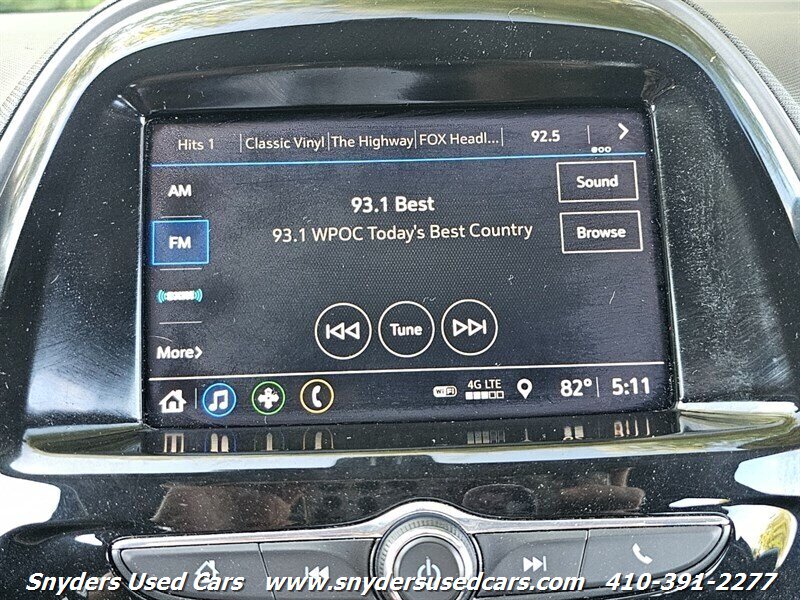 Hits 1 Classic Vinyl The Highway FOX Headl... 92.5
AM
Sound
93.1 Best
FM
93.1 WPOC Today's Best Country
Browse
Tune
More
WiFi 4G LTE 82° 5:11
Snyders Used Cars www.snydersusedcars.com 410-391-2277